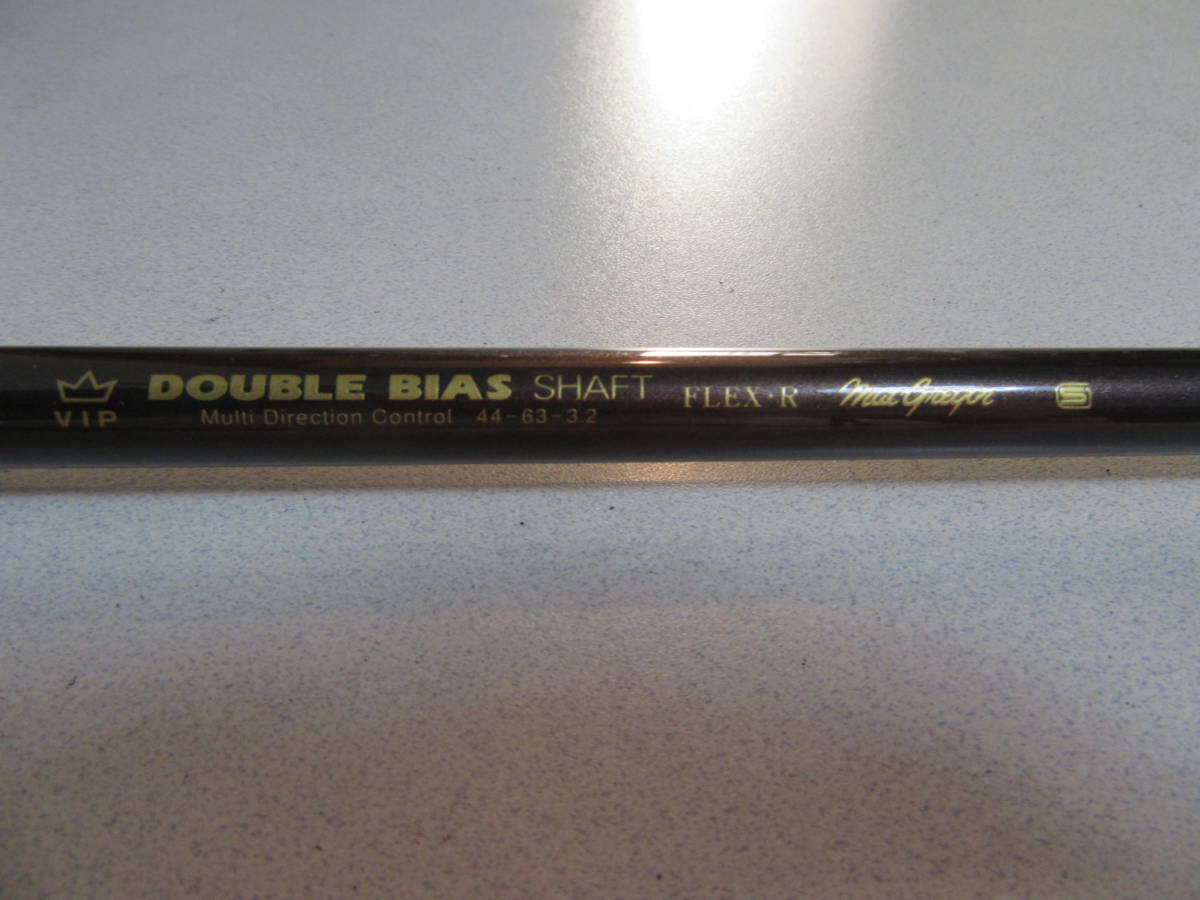 VIP DOUBLE BIAS SHAFT FLEX·R MacGregor S
Multi Direction Control 44-63-3.2